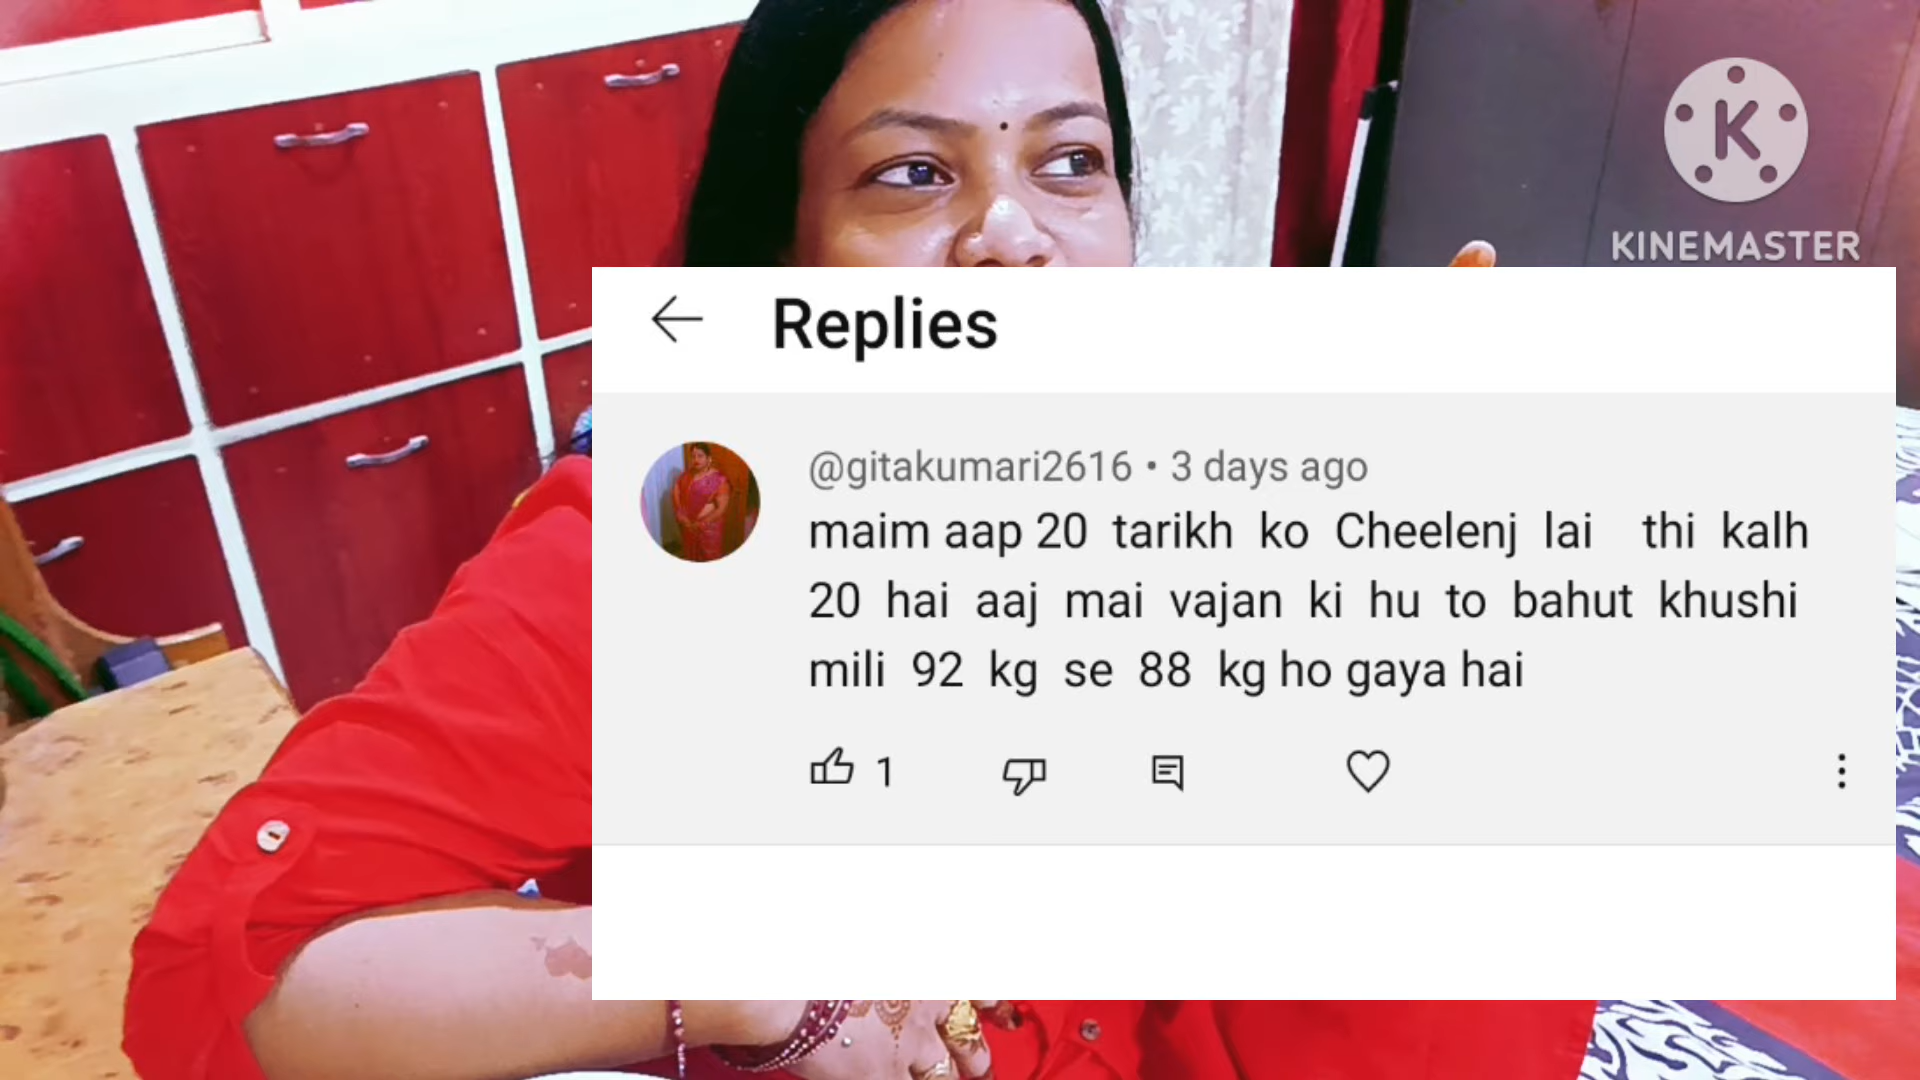 K
KINEMASTER
Replies
@gitakumari2616 • 3 days ago
maim aap 20 tarikh ko Cheelenj lai thi kalh
20 hai aaj mai vajan ki hu to bahut khushi
mili 92 kg se 88 kg ho gaya hai
1